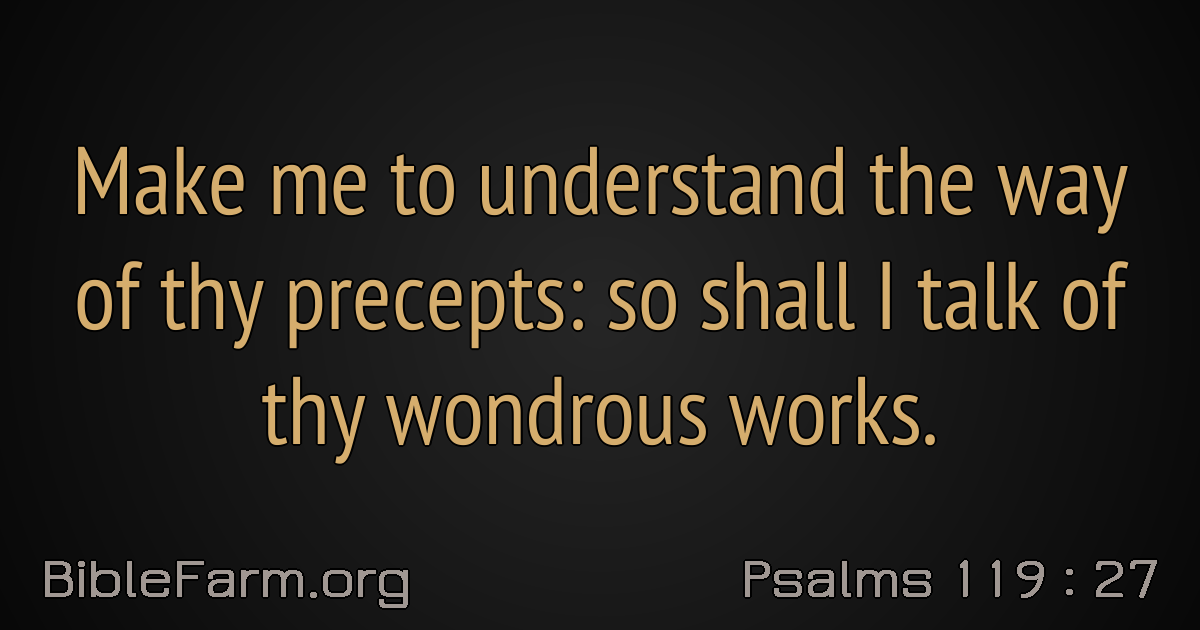 Make me to understand the way
of thy precepts: so shall I talk of
thy wondrous works.
BibleFarm.org
Psalms 119 : 27